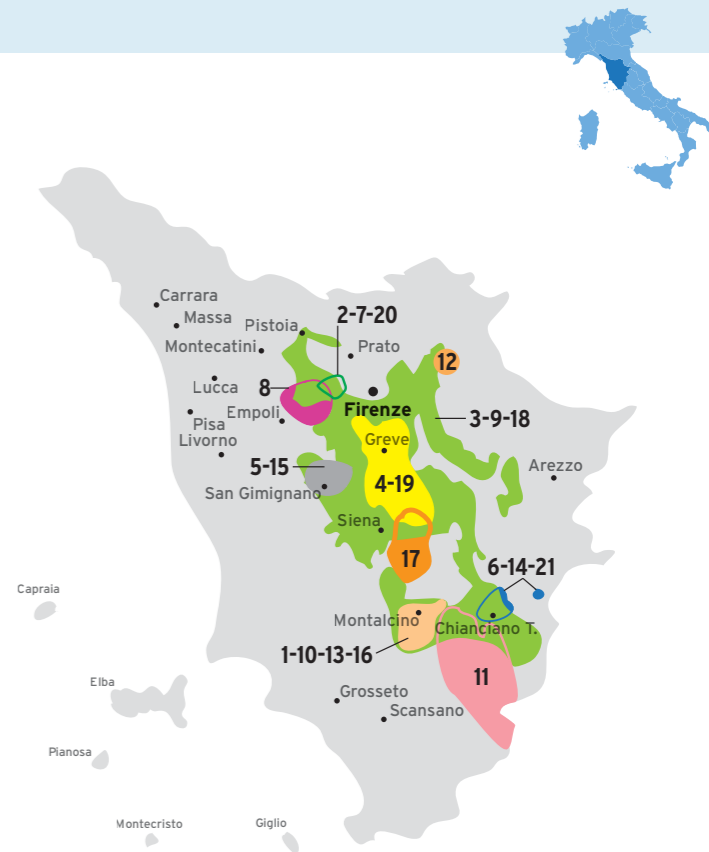 Carrara
Massa
2-7-20
Pistoia
Montecatini
Prato
12
Lucca
8
Firenze
Empoli
Pisa
3-9-18
Livorno
Greve
5-15
Arezzo
4-19
San Gimignano
Siena
17
6-14-21
Capraia
Montalcino
Chianciano T.
1-10-13-16
11
Elba
Grosseto
Scansano
Pianosa
Montecristo
Giglio